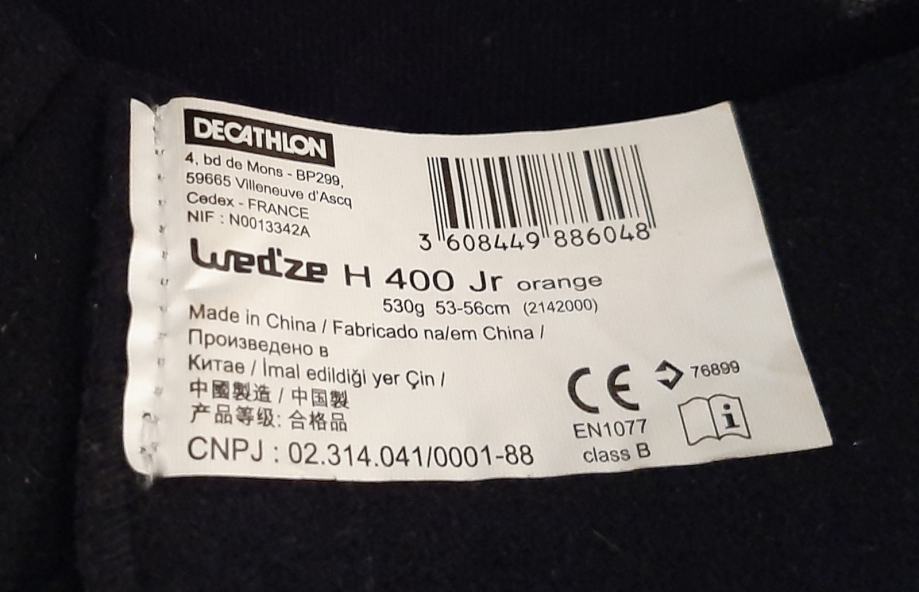 DECATHLON
4, bd de Mons - BP299,
59665 Villeneuve d'Ascq
Cedex - FRANCE
NIF : N0013342A
3 608449 886048
Wed'ze H 400 Jr orange
530g 53-56cm (2142000)
Made in China / Fabricado na/em China /
Произведено в
Китае / İmal edildiği yer Çin /
中國製造 / 中国製
产品等级: 合格品
CNPJ : 02.314.041/0001-88
CE 76899
EN1077
class B
i